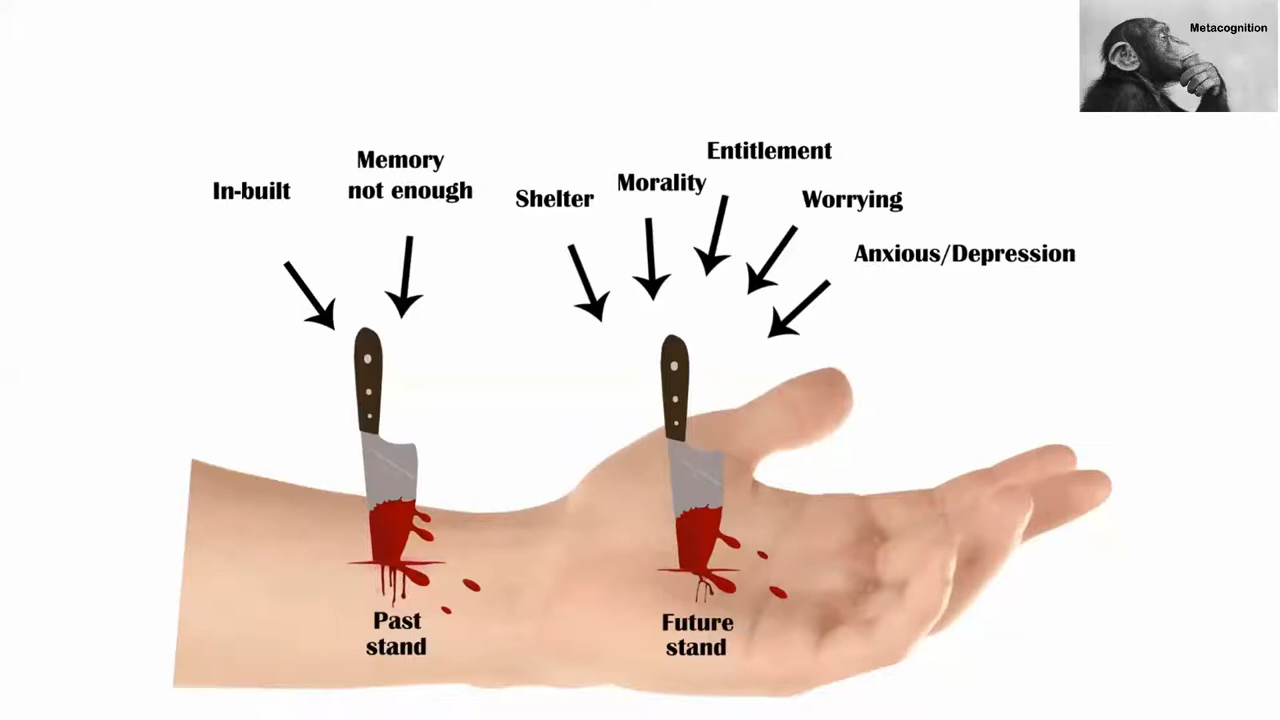 Metacognition
Entitlement
Memory
not enough
In-built
Shelter
Morality
Worrying
Anxious/Depression
Past
stand
Future
stand